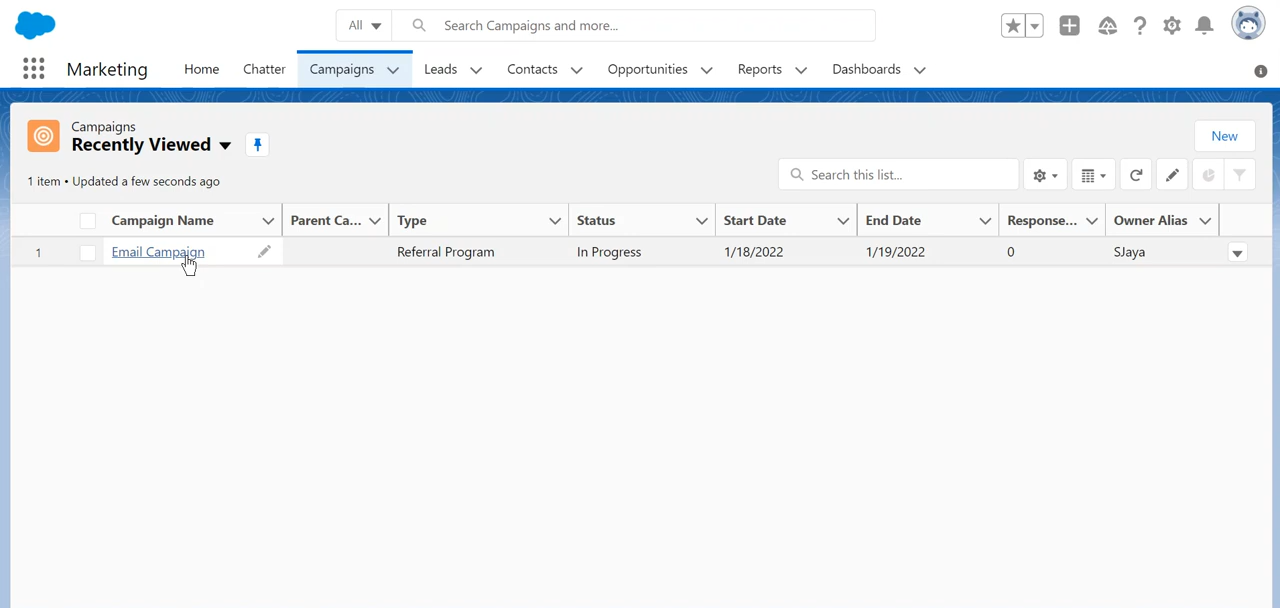 All Search Campaigns and more...
Marketing Home Chatter Campaigns Leads Contacts Opportunities Reports Dashboards
Campaigns
Recently Viewed
New
1 item • Updated a few seconds ago
Search this list...
Campaign Name Parent Ca... Type Status Start Date End Date Response... Owner Alias
1 Email Campaign Referral Program In Progress 1/18/2022 1/19/2022 0 SJaya